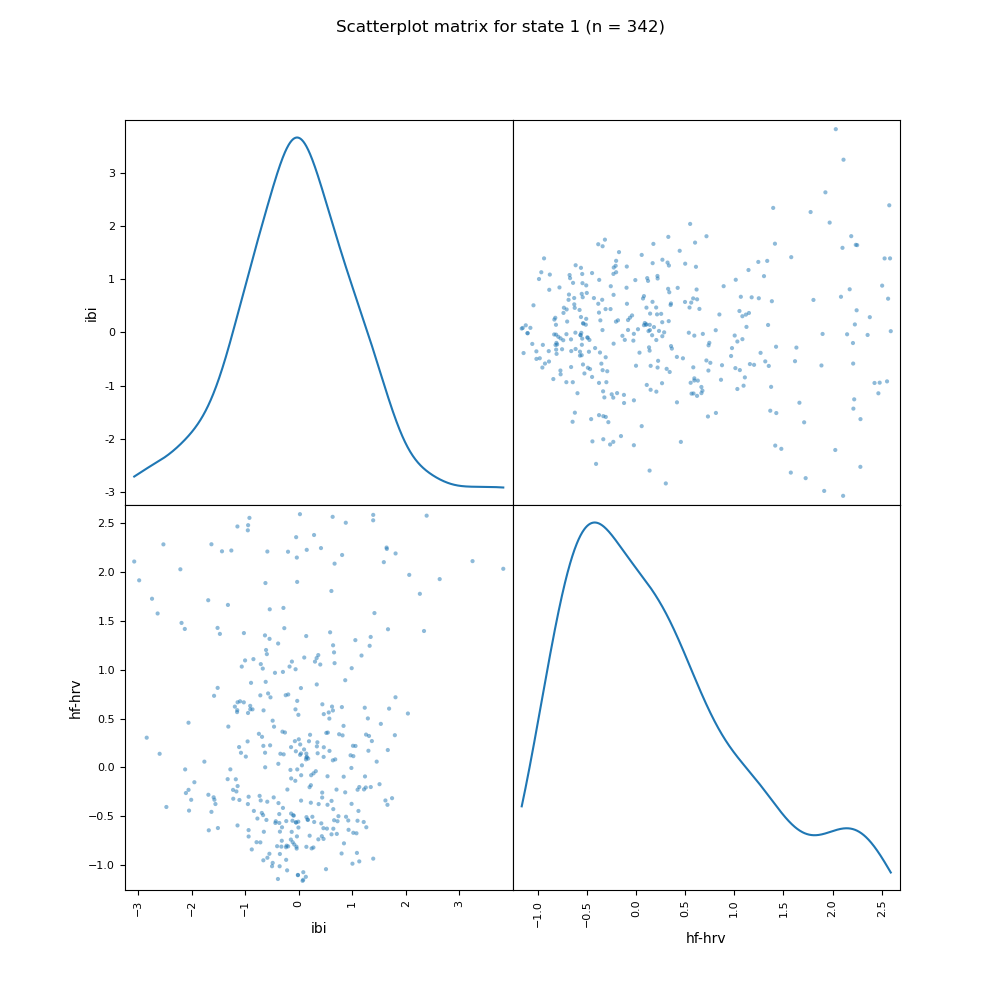 Scatterplot matrix for state 1 (n = 342)
ibi
3
2
1
0
-1
-2
-3
hf-hrv
2.5
2.0
1.5
1.0
0.5
0.0
−0.5
−1.0
−3 −2 −1 0 1 2 3
ibi
−1.0 −0.5 0.0 0.5 1.0 1.5 2.0 2.5
hf-hrv